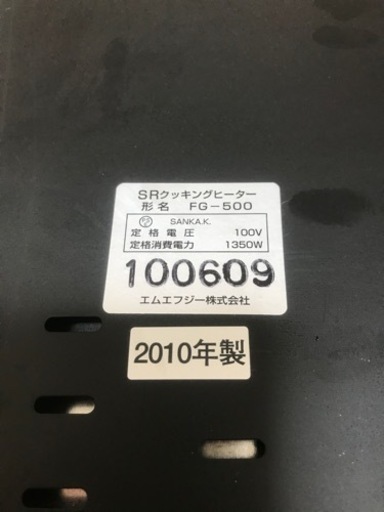 SRクッキングヒーター
形名 FG-500
SANKA.K.
定格電圧 100V
定格消費電力 1350W
100609
エムエフジー株式会社
2010年製